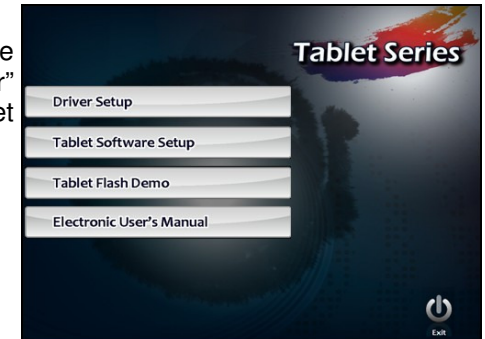 Tablet Series
Driver Setup
Tablet Software Setup
Tablet Flash Demo
Electronic User's Manual
Exit